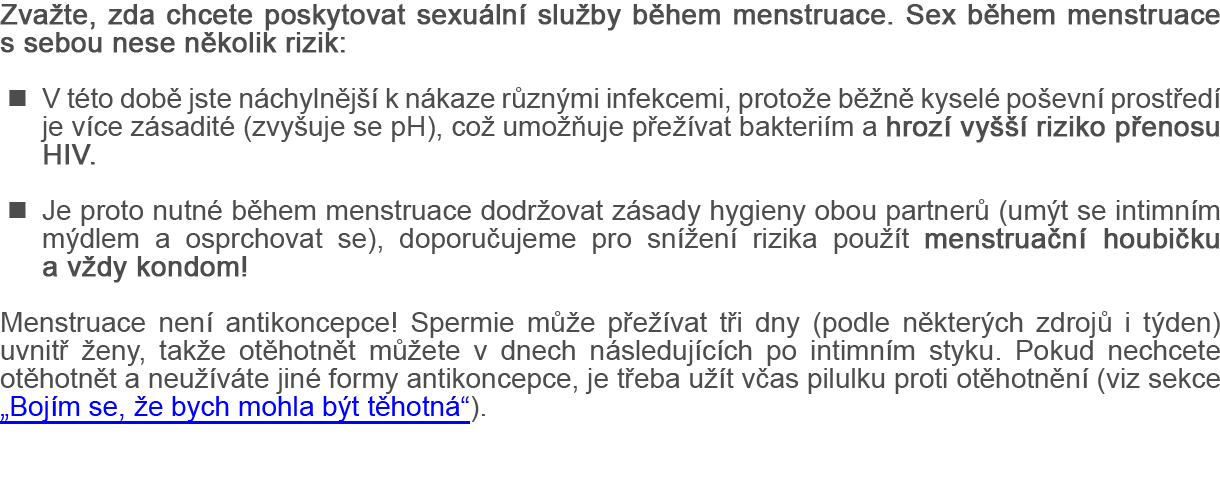 Zvažte, zda chcete poskytovat sexuální služby během menstruace. Sex během menstruace
s sebou nese několik rizik:
■ V této době jste náchylnější k nákaze různými infekcemi, protože běžně kyselé poševní prostředí
je více zásadité (zvyšuje se pH), což umožňuje přežívat bakteriím a hrozí vyšší riziko přenosu
HIV.
■ Je proto nutné během menstruace dodržovat zásady hygieny obou partnerů (umýt se intimním
mýdlem a osprchovat se), doporučujeme pro snížení rizika použít menstruační houbičku
a vždy kondom!
Menstruace není antikoncepce! Spermie může přežívat tři dny (podle některých zdrojů i týden)
uvnitř ženy, takže otěhotnět můžete v dnech následujících po intimním styku. Pokud nechcete
otěhotnět a neužíváte jiné formy antikoncepce, je třeba užít včas pilulku proti otěhotnění (viz sekce
„Bojím se, že bych mohla být těhotná“).